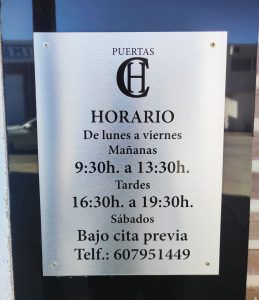 PUERTAS
CH
HORARIO
De lunes a viernes
Mañanas
9:30h. a 13:30h.
Tardes
16:30h. a 19:30h.
Sábados
Bajo cita previa
Telf.: 607951449